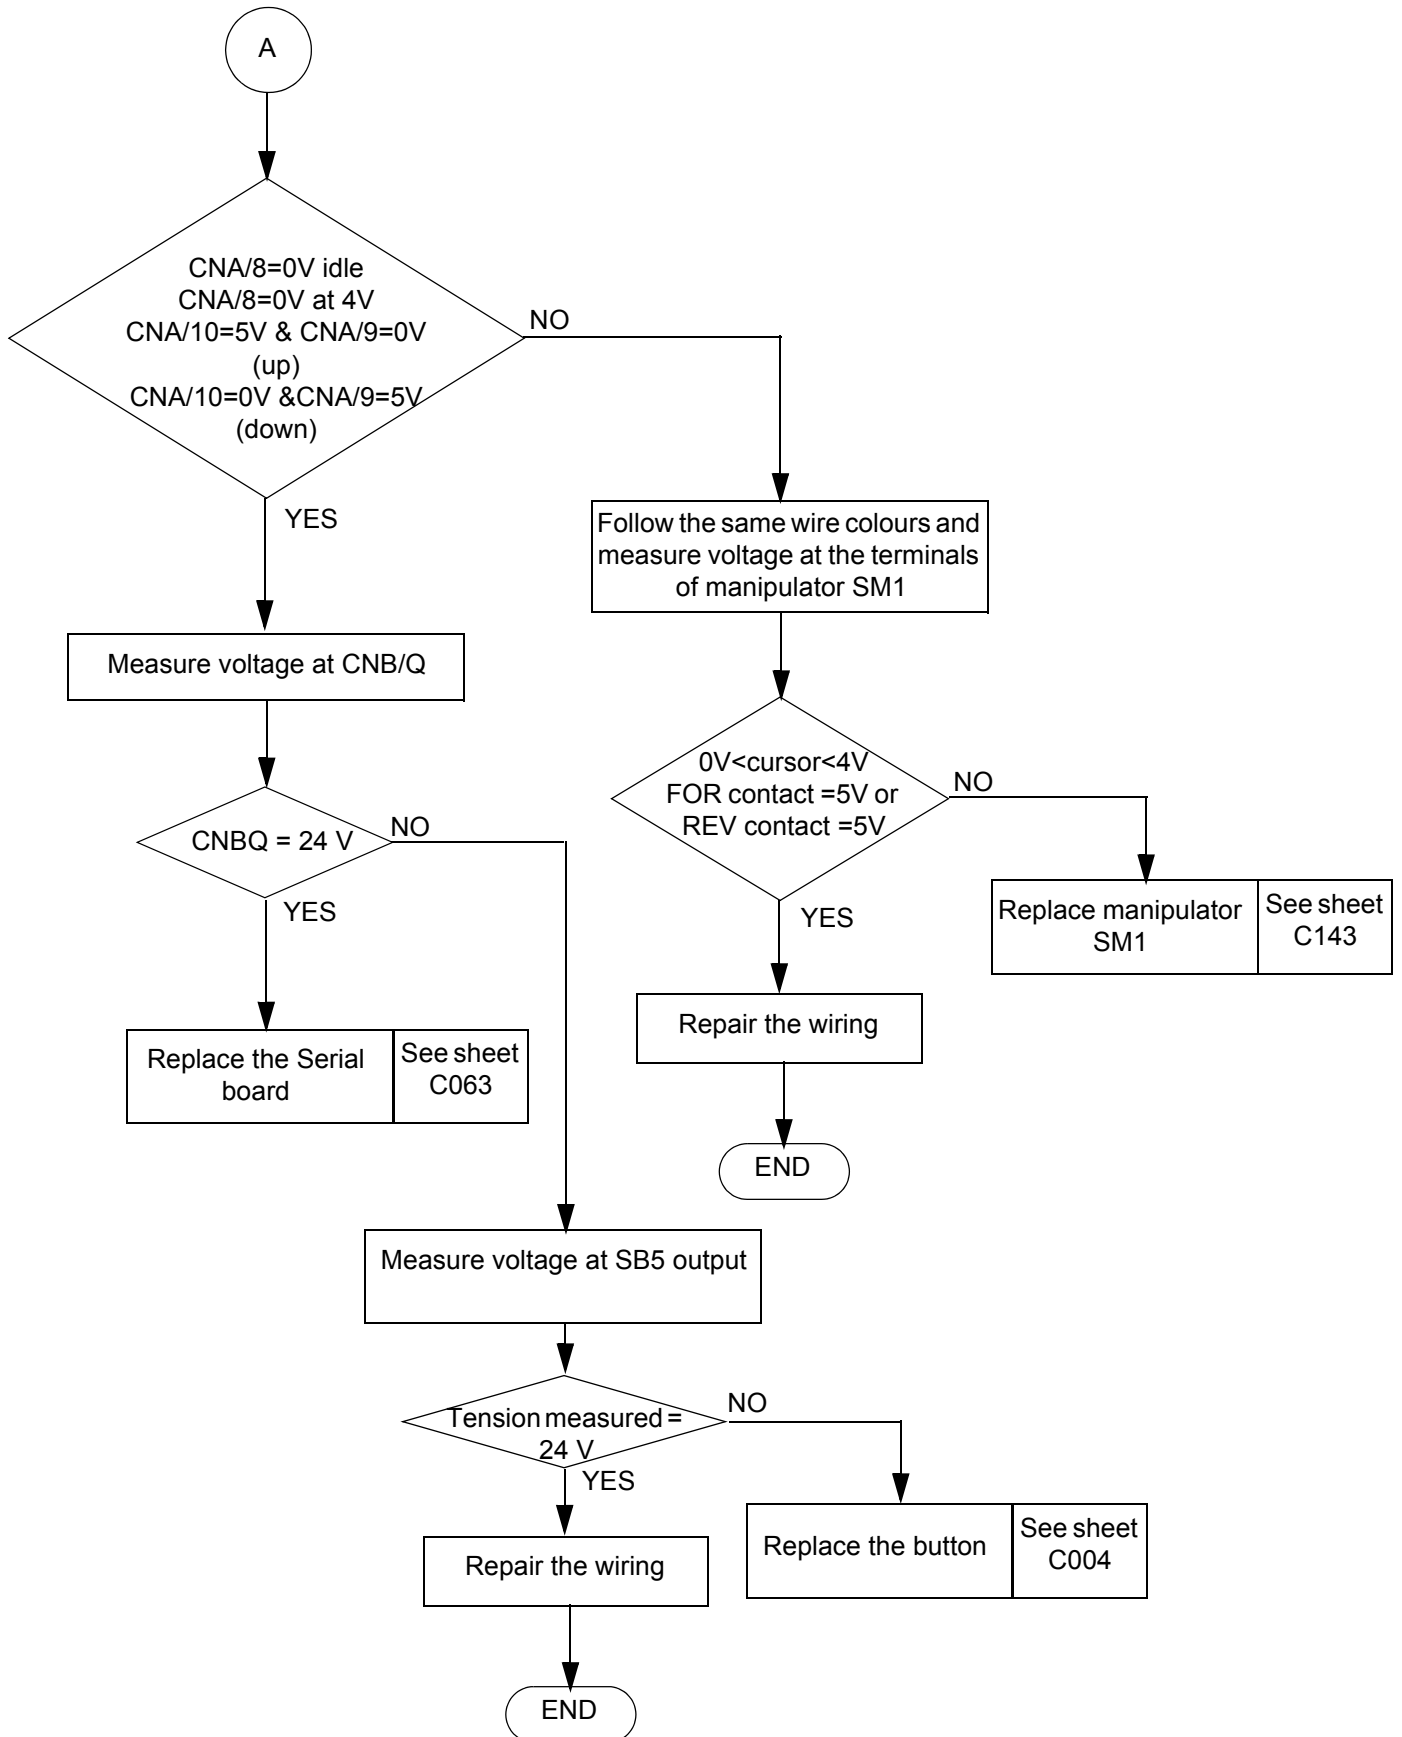 A
CNA/8=0V idle
CNA/8=0V at 4V
CNA/10=5V & CNA/9=0V
(up)
CNA/10=0V &CNA/9=5V
(down)
NO
YES
Follow the same wire colours and
measure voltage at the terminals
of manipulator SM1
Measure voltage at CNB/Q
0V<cursor<4V
FOR contact =5V or
REV contact =5V
NO
YES
CNBQ = 24 V
NO
YES
Replace manipulator
SM1
See sheet
C143
Repair the wiring
Replace the Serial
board
See sheet
C063
END
Measure voltage at SB5 output
Tension measured =
24 V
NO
YES
Replace the button
See sheet
C004
Repair the wiring
END